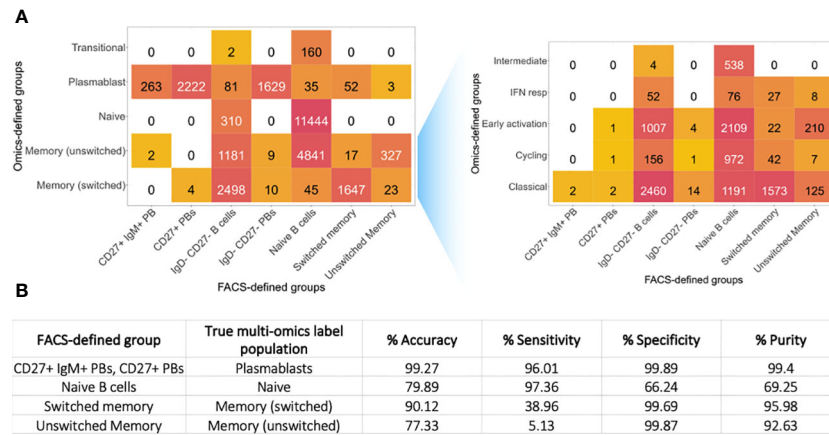 A
Omics-defined groups
Transitional 0 0 2 0 160 0 0
Plasmablast 263 2222 81 1629 35 52 3
Naive 0 0 310 0 11444 0 0
Memory (unswitched) 2 0 1181 9 4841 17 327
Memory (switched) 0 4 2498 10 45 1647 23
CD27+ IgM+ PB
CD27+ PBs
IgD- CD27- B cells
IgD- CD27- PBs
Naive B cells
Switched memory
Unswitched Memory
FACS-defined groups
Omics-defined groups
Intermediate 0 0 4 0 538 0 0
IFN resp 0 0 52 0 76 27 8
Early activation 0 1 1007 4 2109 22 210
Cycling 0 1 156 1 972 42 7
Classical 2 2 2460 14 1191 1573 125
CD27+ IgM+ PB
CD27+ PBs
IgD- CD27- B cells
IgD- CD27- PBs
Naive B cells
Switched memory
Unswitched Memory
FACS-defined groups
B
FACS-defined group True multi-omics label population % Accuracy % Sensitivity % Specificity % Purity
CD27+ IgM+ PBs, CD27+ PBs Plasmablasts 99.27 96.01 99.89 99.4
Naive B cells Naive 79.89 97.36 66.24 69.25
Switched memory Memory (switched) 90.12 38.96 99.69 95.98
Unswitched Memory Memory (unswitched) 77.33 5.13 99.87 92.63